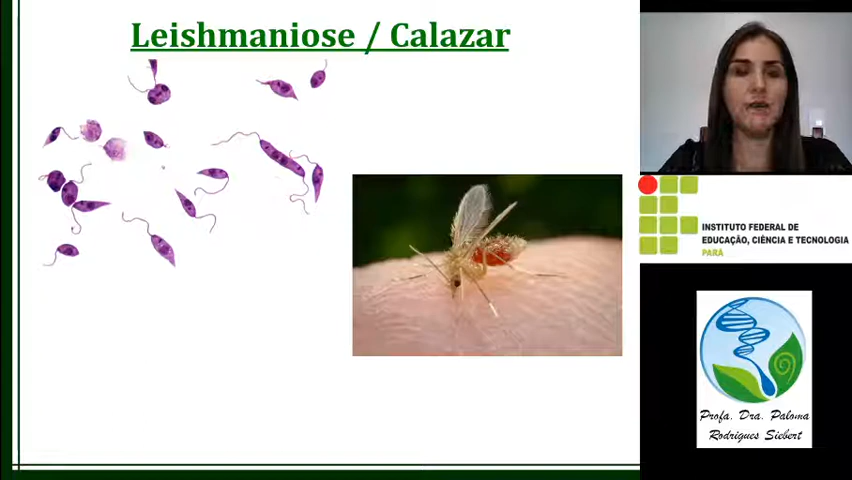 Leishmaniose / Calazar
INSTITUTO FEDERAL DE
EDUCAÇÃO, CIÊNCIA E TECNOLOGIA
PARÁ
Profa. Dra. Paloma
Rodrigues Siebert